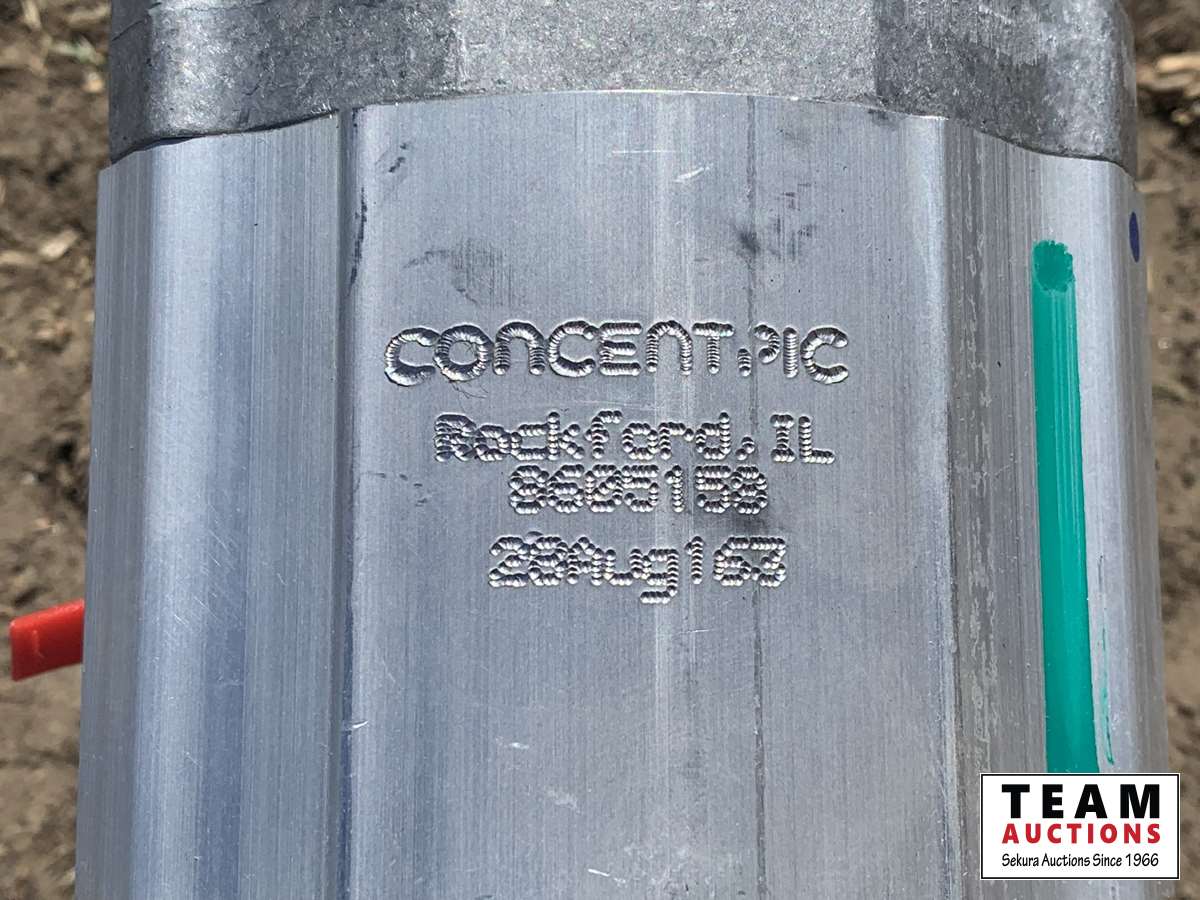 CONCENTRIC
Rockford, IL
8605158
28Aug163
TEAM
AUCTIONS
Sekura Auctions Since 1966